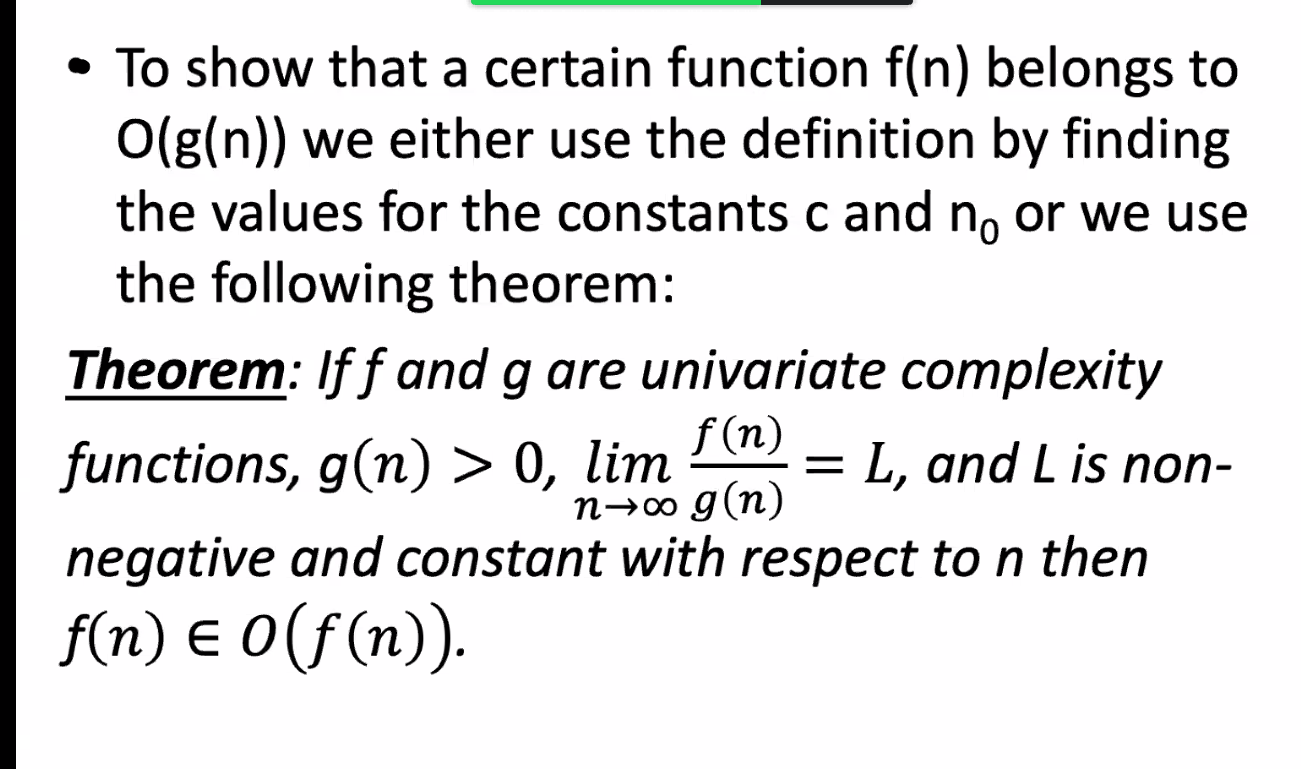 • To show that a certain function f(n) belongs to
O(g(n)) we either use the definition by finding
the values for the constants c and n₀ or we use
the following theorem:
Theorem: If f and g are univariate complexity
functions, g(n) > 0, lim n→∞ f(n)/g(n) = L, and L is non-
negative and constant with respect to n then
f(n) ∈ O(f(n)).